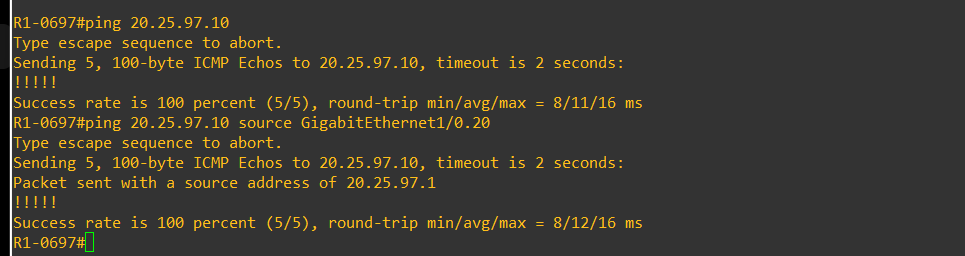 R1-0697#ping 20.25.97.10
Type escape sequence to abort.
Sending 5, 100-byte ICMP Echos to 20.25.97.10, timeout is 2 seconds:
!!!!!
Success rate is 100 percent (5/5), round-trip min/avg/max = 8/11/16 ms
R1-0697#ping 20.25.97.10 source GigabitEthernet1/0.20
Type escape sequence to abort.
Sending 5, 100-byte ICMP Echos to 20.25.97.10, timeout is 2 seconds:
Packet sent with a source address of 20.25.97.1
!!!!!
Success rate is 100 percent (5/5), round-trip min/avg/max = 8/12/16 ms
R1-0697#